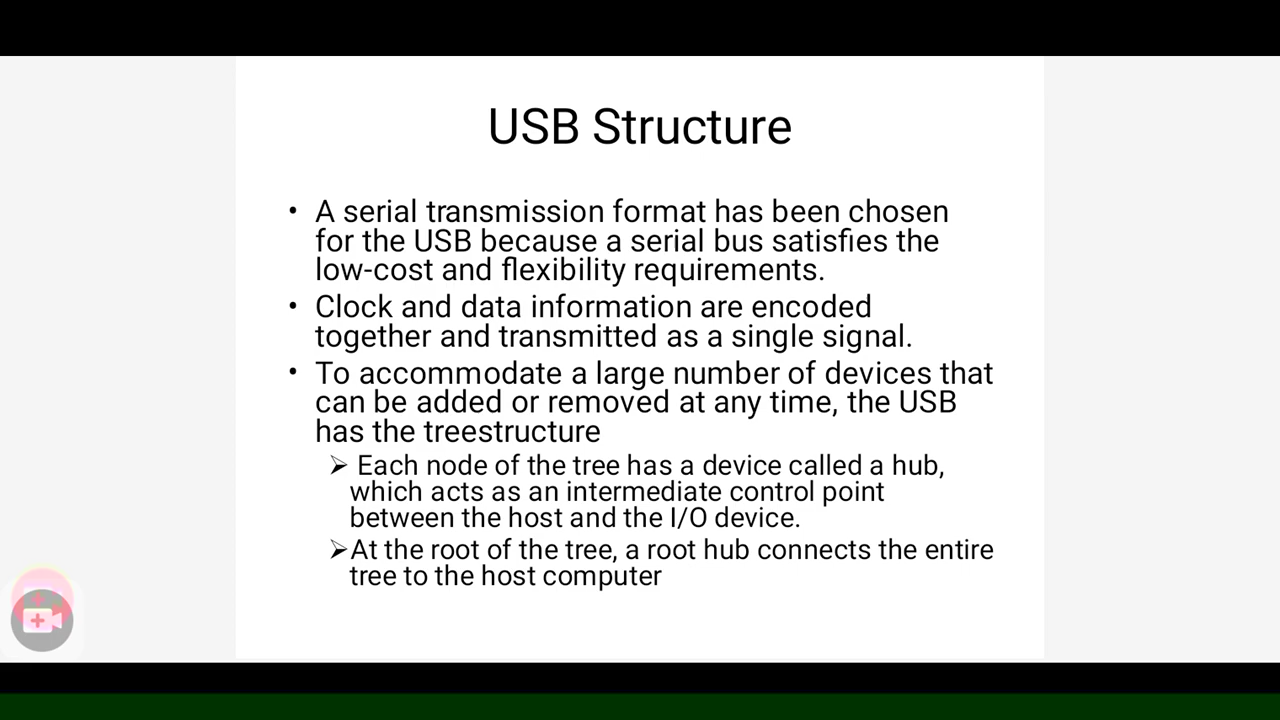 USB Structure
• A serial transmission format has been chosen
for the USB because a serial bus satisfies the
low-cost and flexibility requirements.
• Clock and data information are encoded
together and transmitted as a single signal.
• To accommodate a large number of devices that
can be added or removed at any time, the USB
has the treestructure
➢ Each node of the tree has a device called a hub,
which acts as an intermediate control point
between the host and the I/O device.
➢At the root of the tree, a root hub connects the entire
tree to the host computer